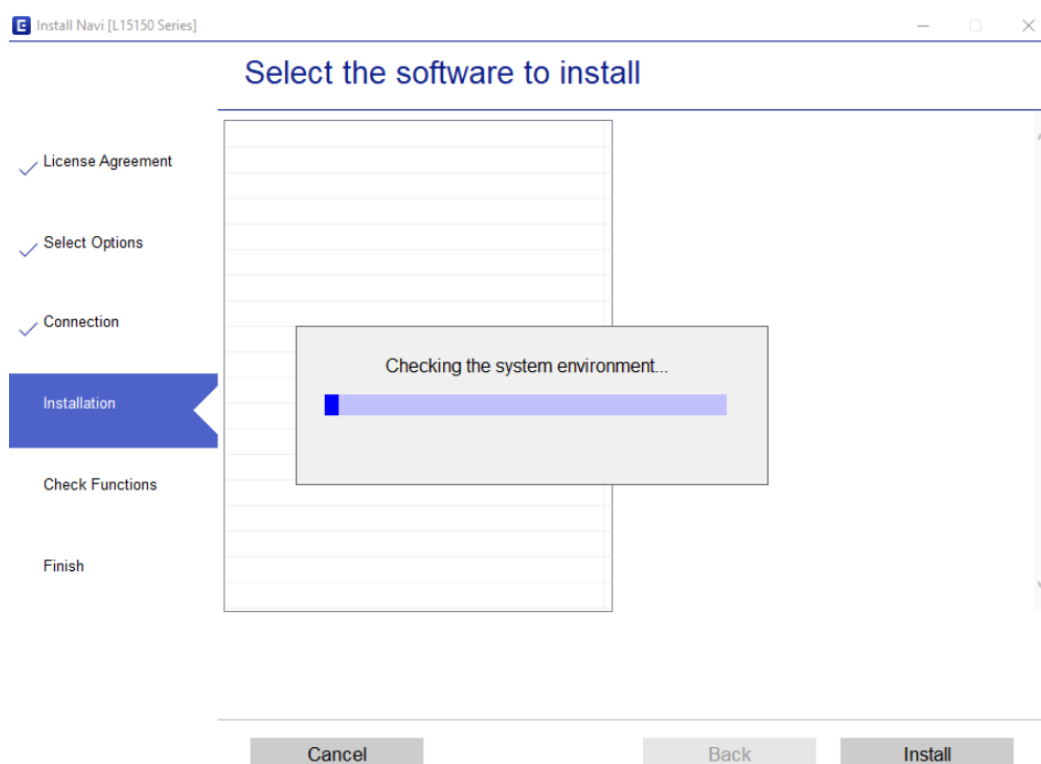 Install Navi [L15150 Series]
Select the software to install
License Agreement
Select Options
Connection
Installation
Check Functions
Finish
Checking the system environment...
Cancel
Back
Install